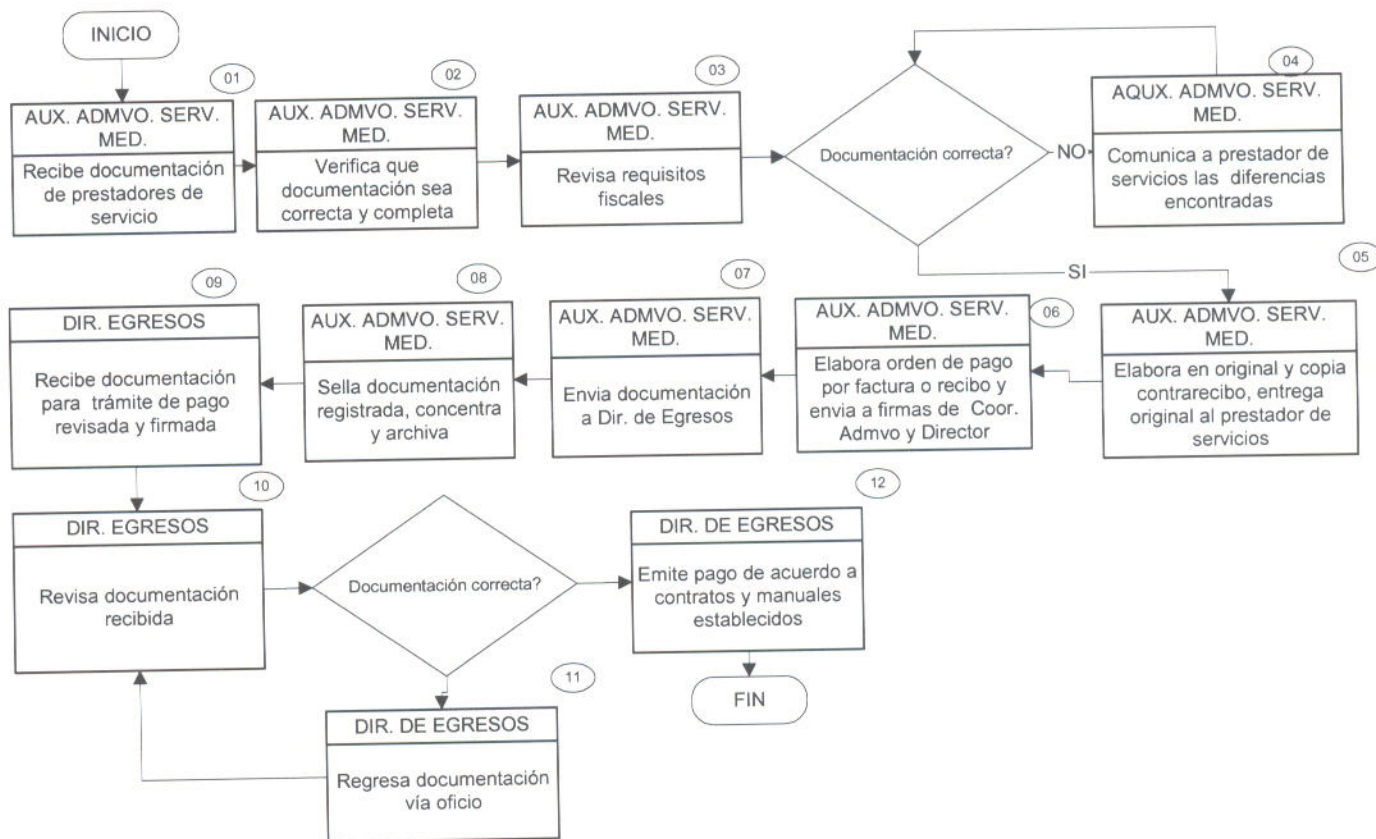 INICIO
01
AUX. ADMVO. SERV.
MED.
Recibe documentación
de prestadores de
servicio
02
AUX. ADMVO. SERV.
MED.
Verifica que
documentación sea
correcta y completa
03
AUX. ADMVO. SERV.
MED.
Revisa requisitos
fiscales
Documentación correcta?
NO
04
AQUX. ADMVO. SERV.
MED.
Comunica a prestador de
servicios las diferencias
encontradas
SI
05
AUX. ADMVO. SERV.
MED.
Elabora en original y copia
contrarecibo, entrega
original al prestador de
servicios
06
AUX. ADMVO. SERV.
MED.
Elabora orden de pago
por factura o recibo y
envia a firmas de Coor.
Admvo y Director
07
AUX. ADMVO. SERV.
MED.
Envia documentación
a Dir. de Egresos
08
AUX. ADMVO. SERV.
MED.
Sella documentación
registrada, concentra
y archiva
09
DIR. EGRESOS
Recibe documentación
para trámite de pago
revisada y firmada
10
DIR. EGRESOS
Revisa documentación
recibida
Documentación correcta?
11
DIR. DE EGRESOS
Regresa documentación
vía oficio
12
DIR. DE EGRESOS
Emite pago de acuerdo a
contratos y manuales
establecidos
FIN